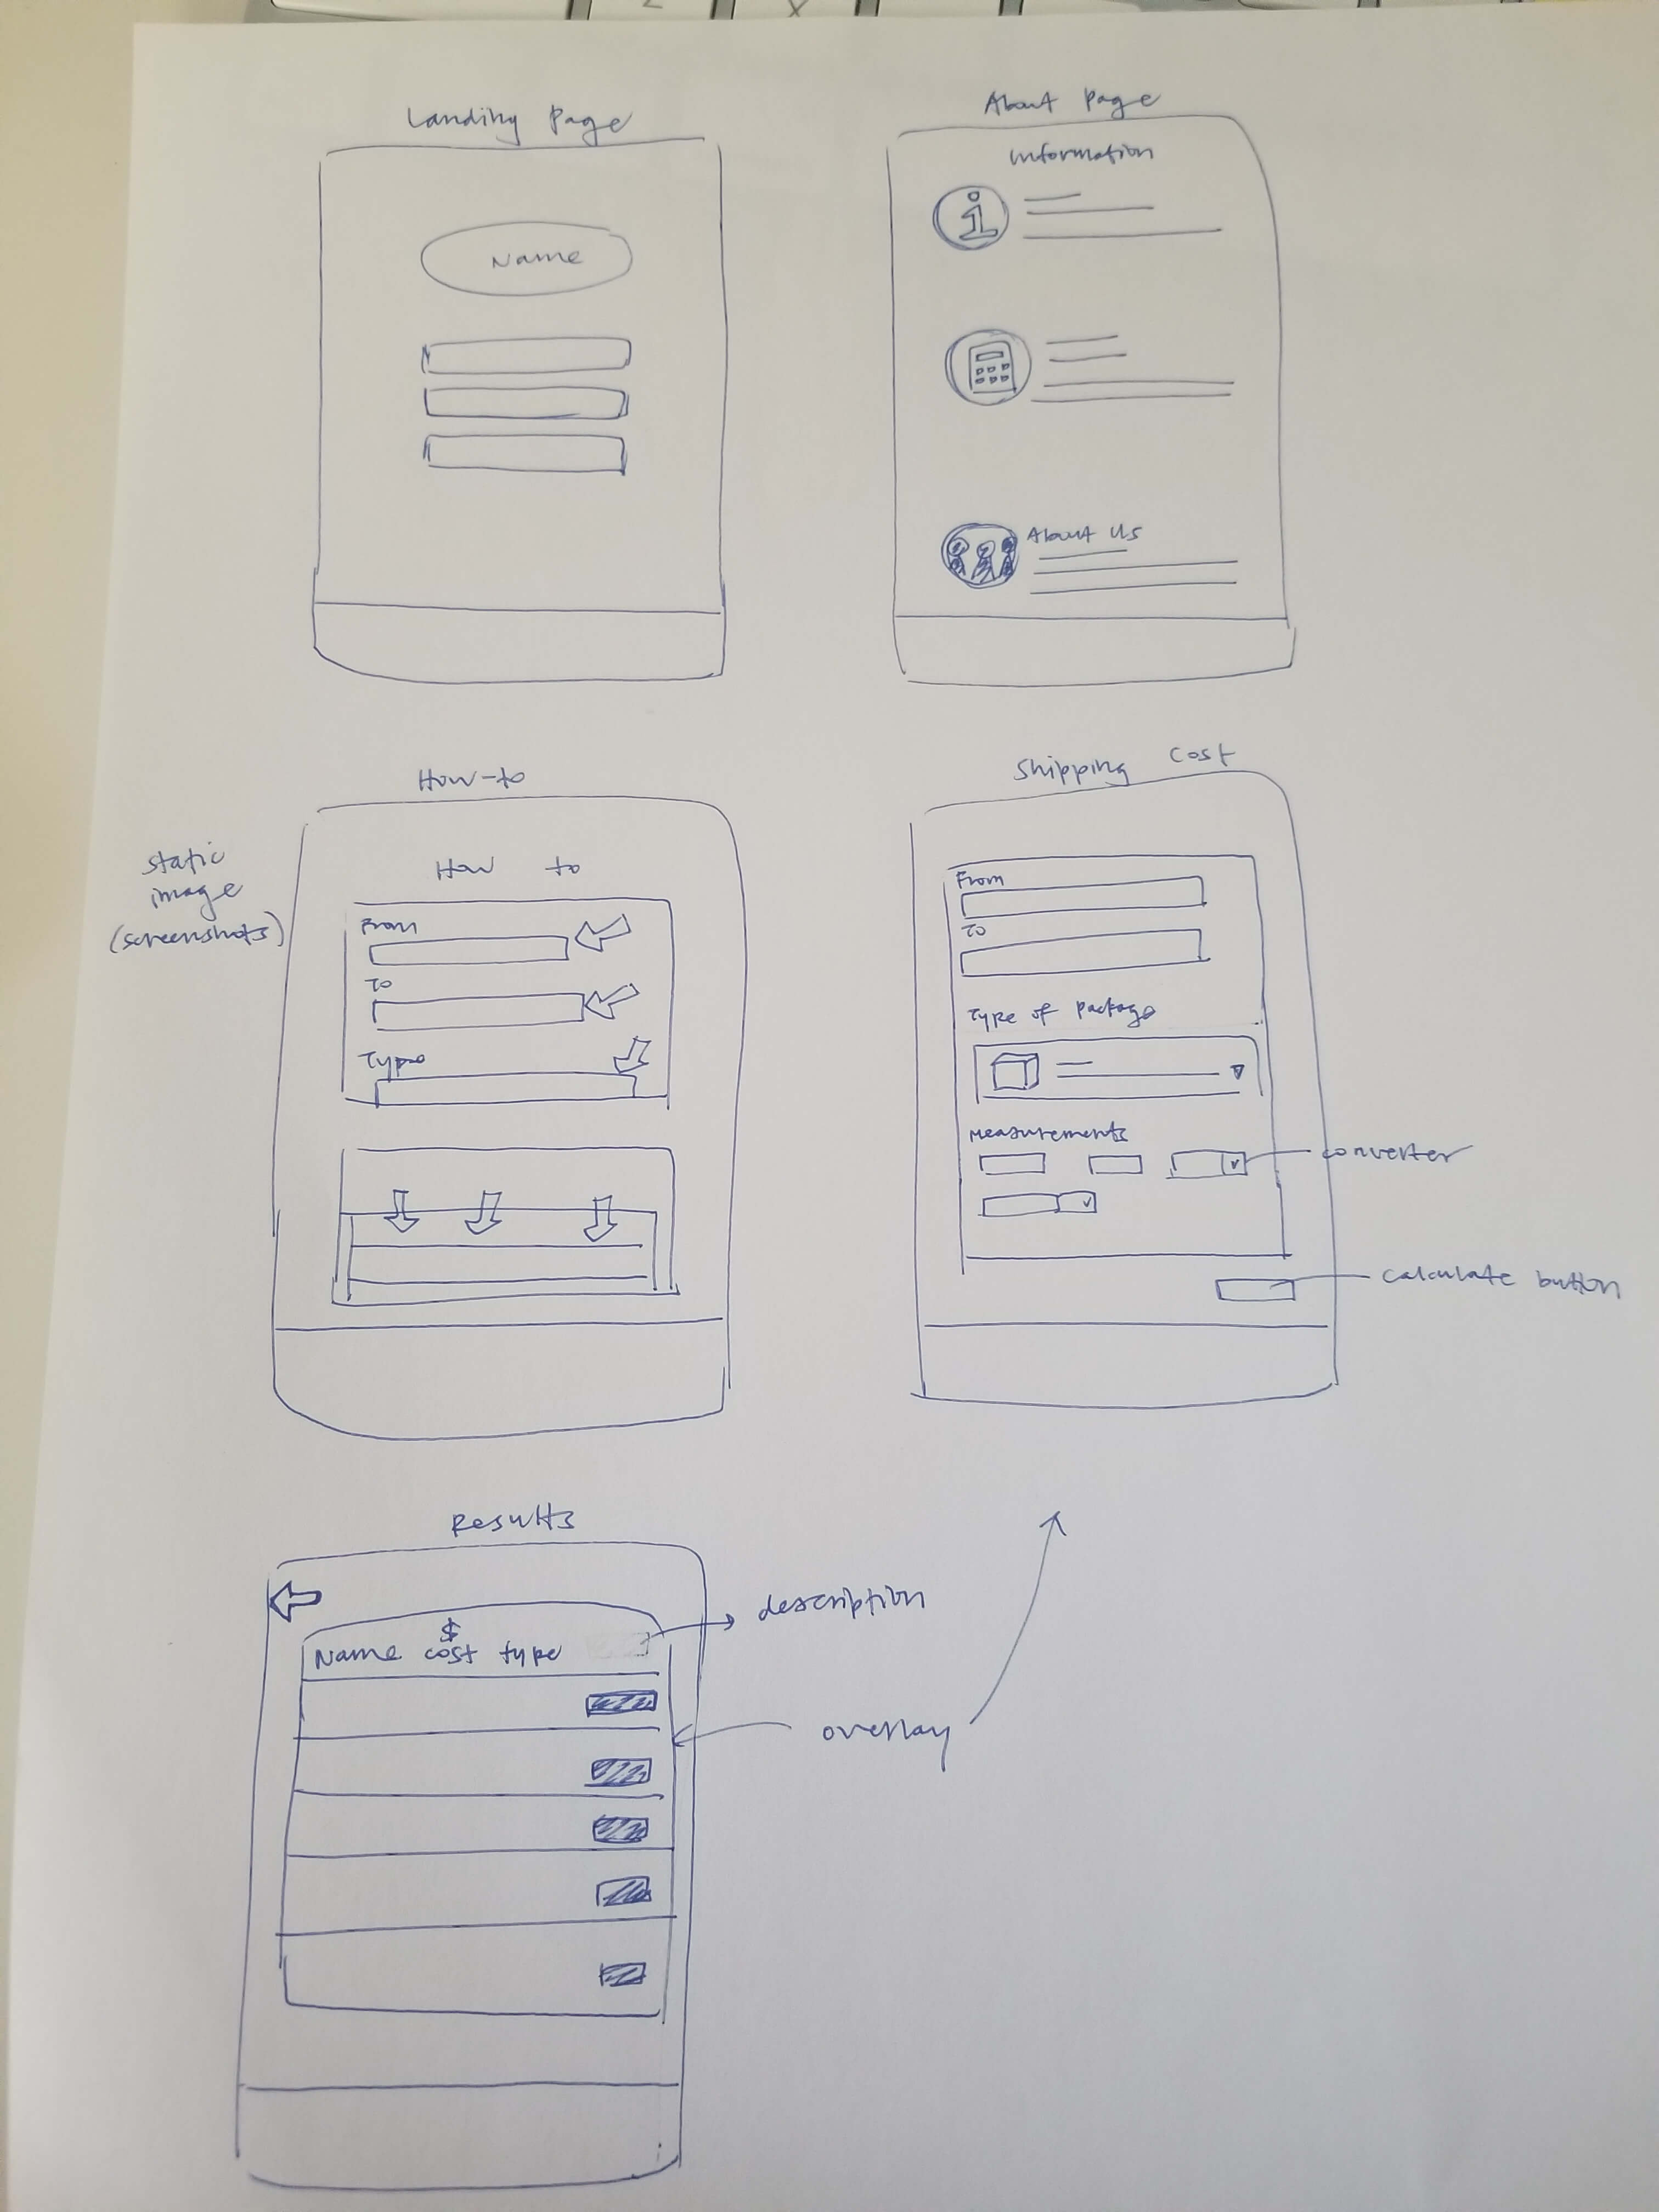 Landing Page
Name
About Page
Information
i
About Us
How-to
static
image
(screenshots)
How to
From
To
Type
Shipping Cost
From
To
Type of Package
Measurements
converter
calculate button
Results
$
Name cost type
description
overlay